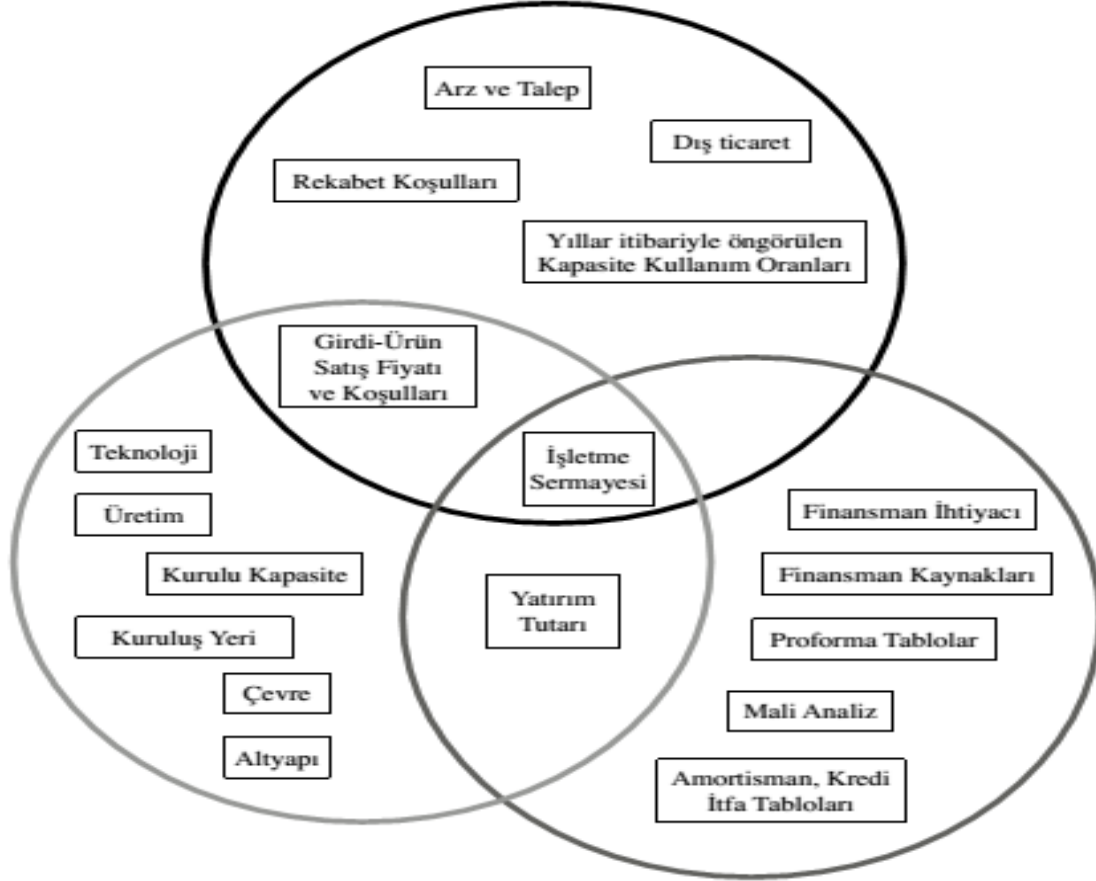 Arz ve Talep
Dış ticaret
Rekabet Koşulları
Yıllar itibariyle öngörülen
Kapasite Kullanım Oranları
Girdi-Ürün
Satış Fiyatı
ve Koşulları
Teknoloji
İşletme
Sermayesi
Üretim
Finansman İhtiyacı
Kurulu Kapasite
Finansman Kaynakları
Yatırım
Tutarı
Kuruluş Yeri
Proforma Tablolar
Çevre
Mali Analiz
Altyapı
Amortisman, Kredi
İtfa Tabloları